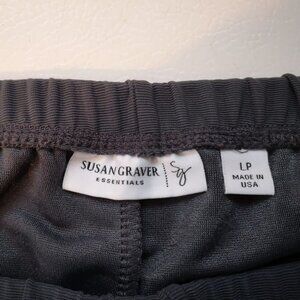 SUSANGRAVER
ESSENTIALS
Sg
LP
MADE IN
USA